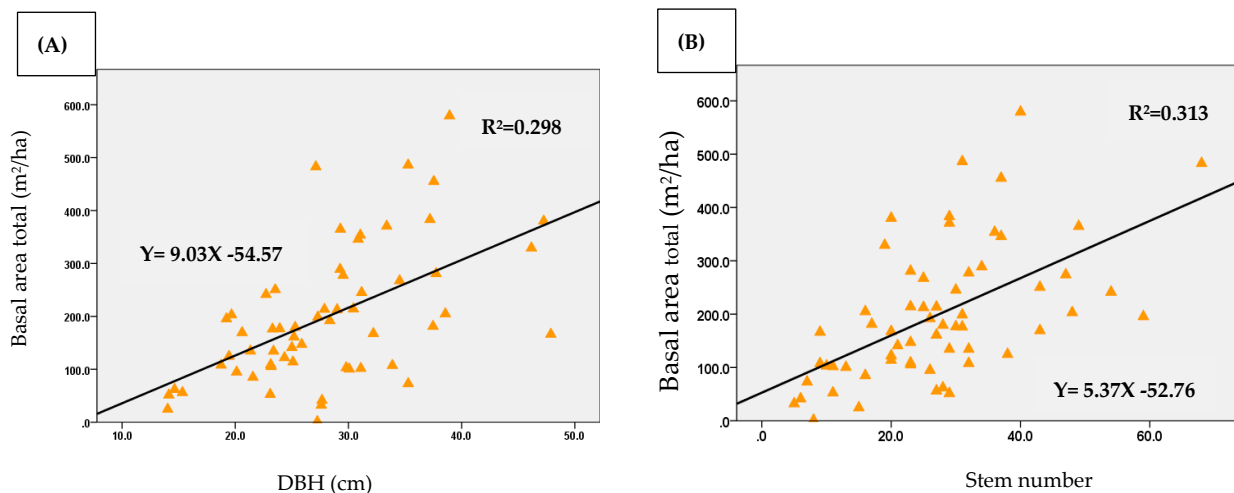 (A)
Basal area total (m²/ha)
600.0
500.0
400.0
300.0
200.0
100.0
.0
R²=0.298
Y= 9.03X -54.57
10.0 20.0 30.0 40.0 50.0
DBH (cm)
(B)
Basal area total (m²/ha)
600.0
500.0
400.0
300.0
200.0
100.0
.0
R²=0.313
Y= 5.37X -52.76
.0 20.0 40.0 60.0
Stem number